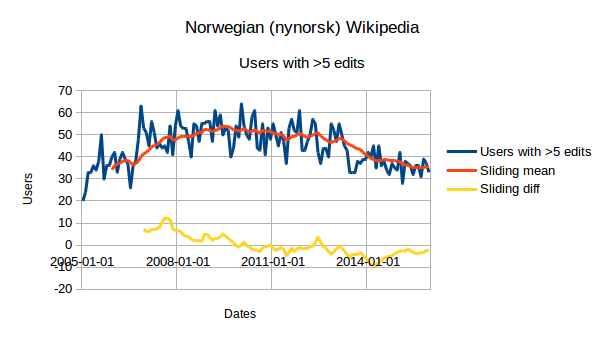 Norwegian (nynorsk) Wikipedia
Users with >5 edits
70
60
50
40
30
20
10
0
-10
-20
Users
2005-01-01 2008-01-01 2011-01-01 2014-01-01
Dates
Users with >5 edits
Sliding mean
Sliding diff